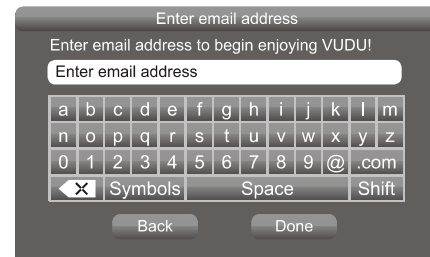 Enter email address
Enter email address to begin enjoying VUDU!
Enter email address
a b c d e f g h i j k l m
n o p q r s t u v w x y z
0 1 2 3 4 5 6 7 8 9 @ .com
Symbols Space Shift
Back Done